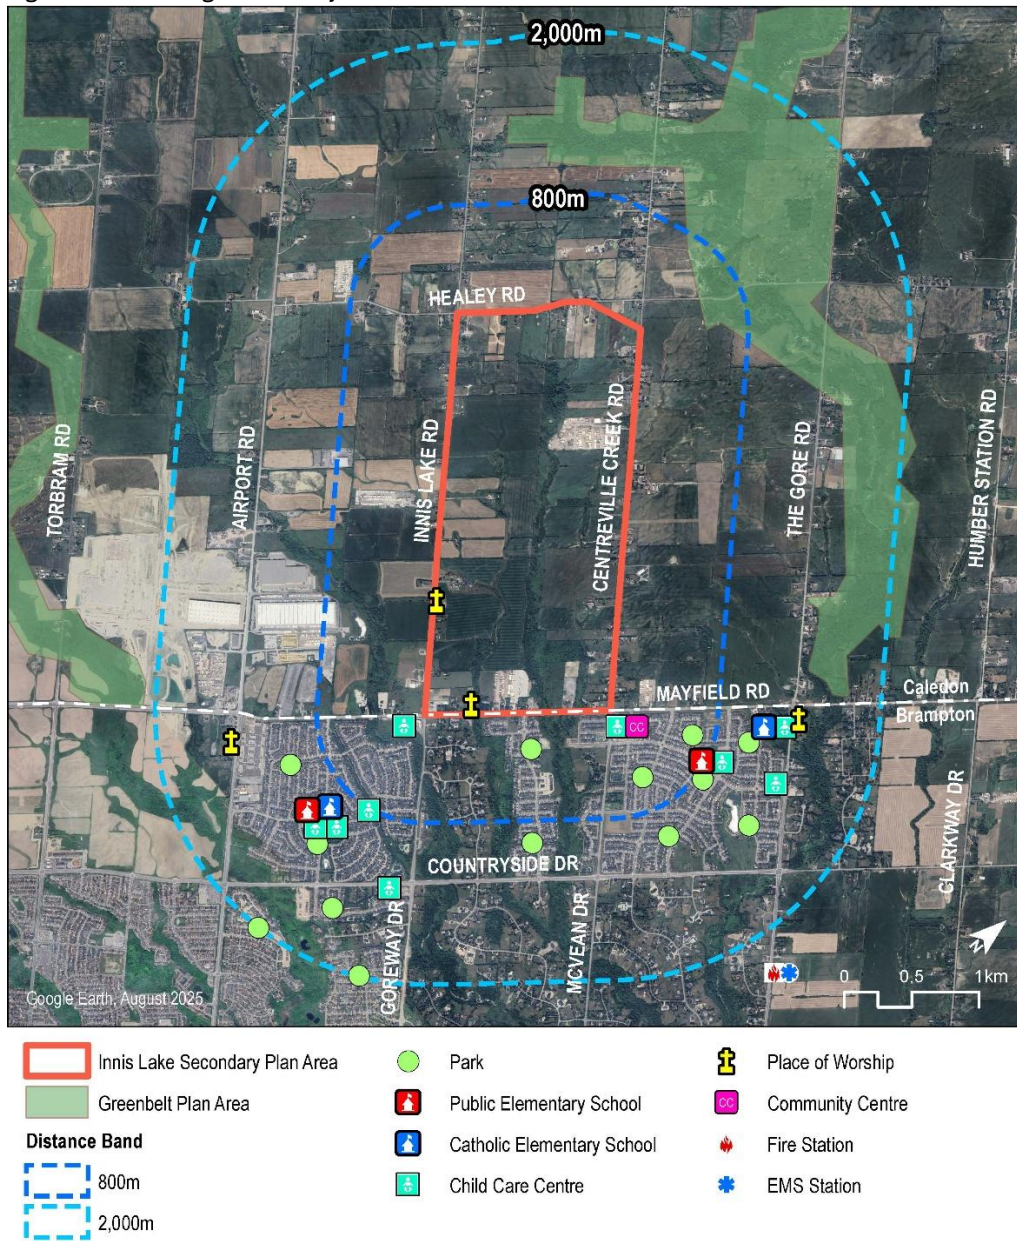 2,000m
800m
HEALEY RD
TORBRAM RD
AIRPORT RD
INNIS LAKE RD
CENTREVILLE CREEK RD
THE GORE RD
HUMBER STATION RD
MAYFIELD RD
Caledon
Brampton
CC
COUNTRYSIDE DR
GOREWAY DR
MCVEAN DR
CLARKWAY DR
N
0 0.5 1km
Google Earth, August 2025
Innis Lake Secondary Plan Area
Park
Place of Worship
Greenbelt Plan Area
Public Elementary School
CC
Community Centre
Distance Band
Catholic Elementary School
Fire Station
800m
Child Care Centre
EMS Station
2,000m